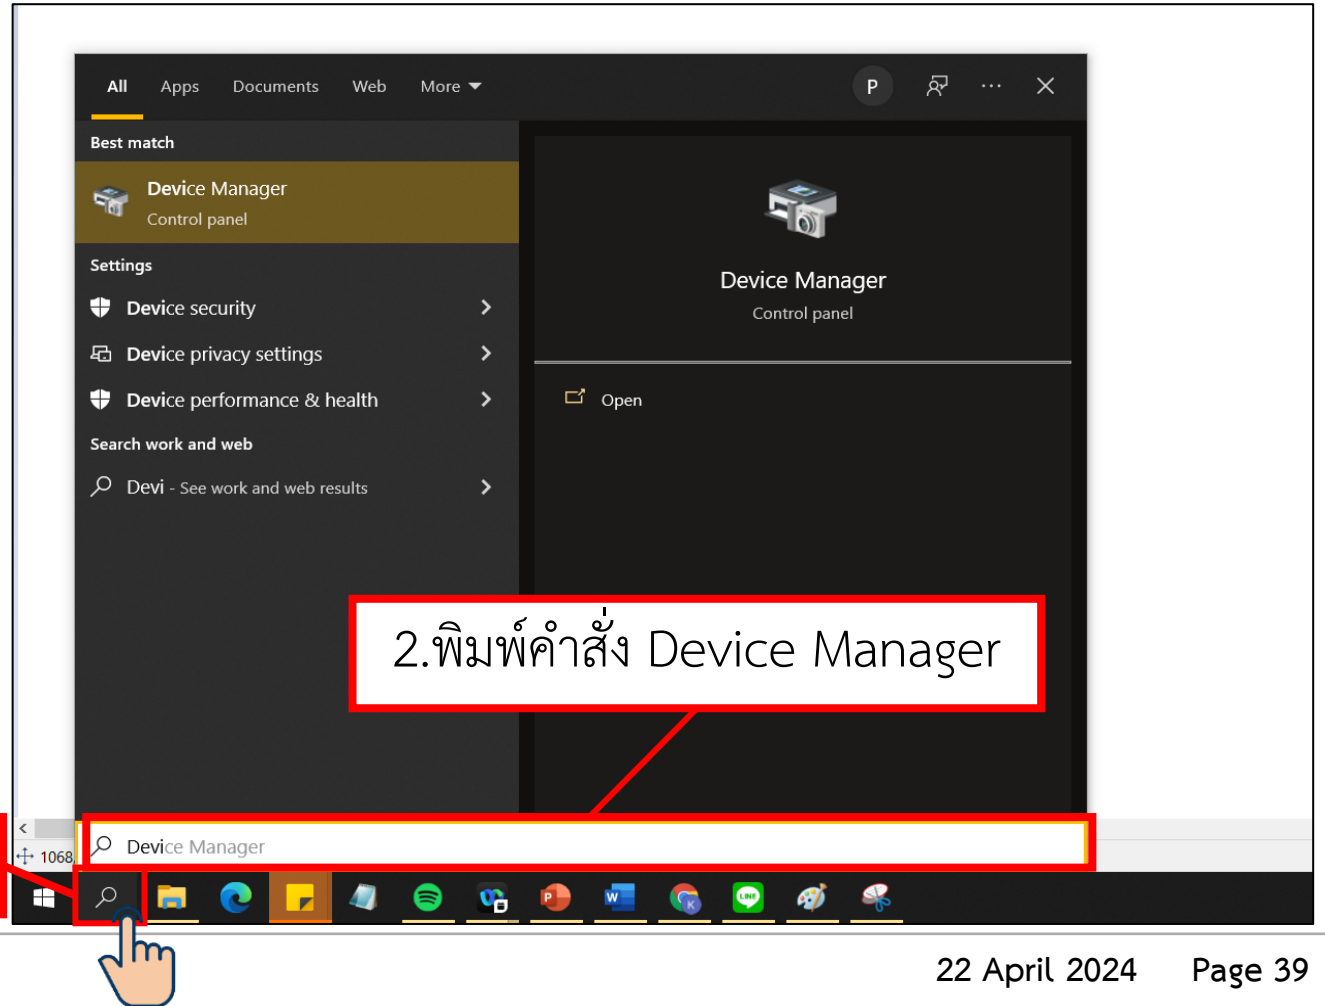 All Apps Documents Web More P
Best match
Device Manager
Control panel
Settings
Device security
Device privacy settings
Device performance & health
Search work and web
Devi - See work and web results
Device Manager
Control panel
Open
2.พิมพ์คำสั่ง Device Manager
1068,
Device Manager
P W K LINE
22 April 2024 Page 39